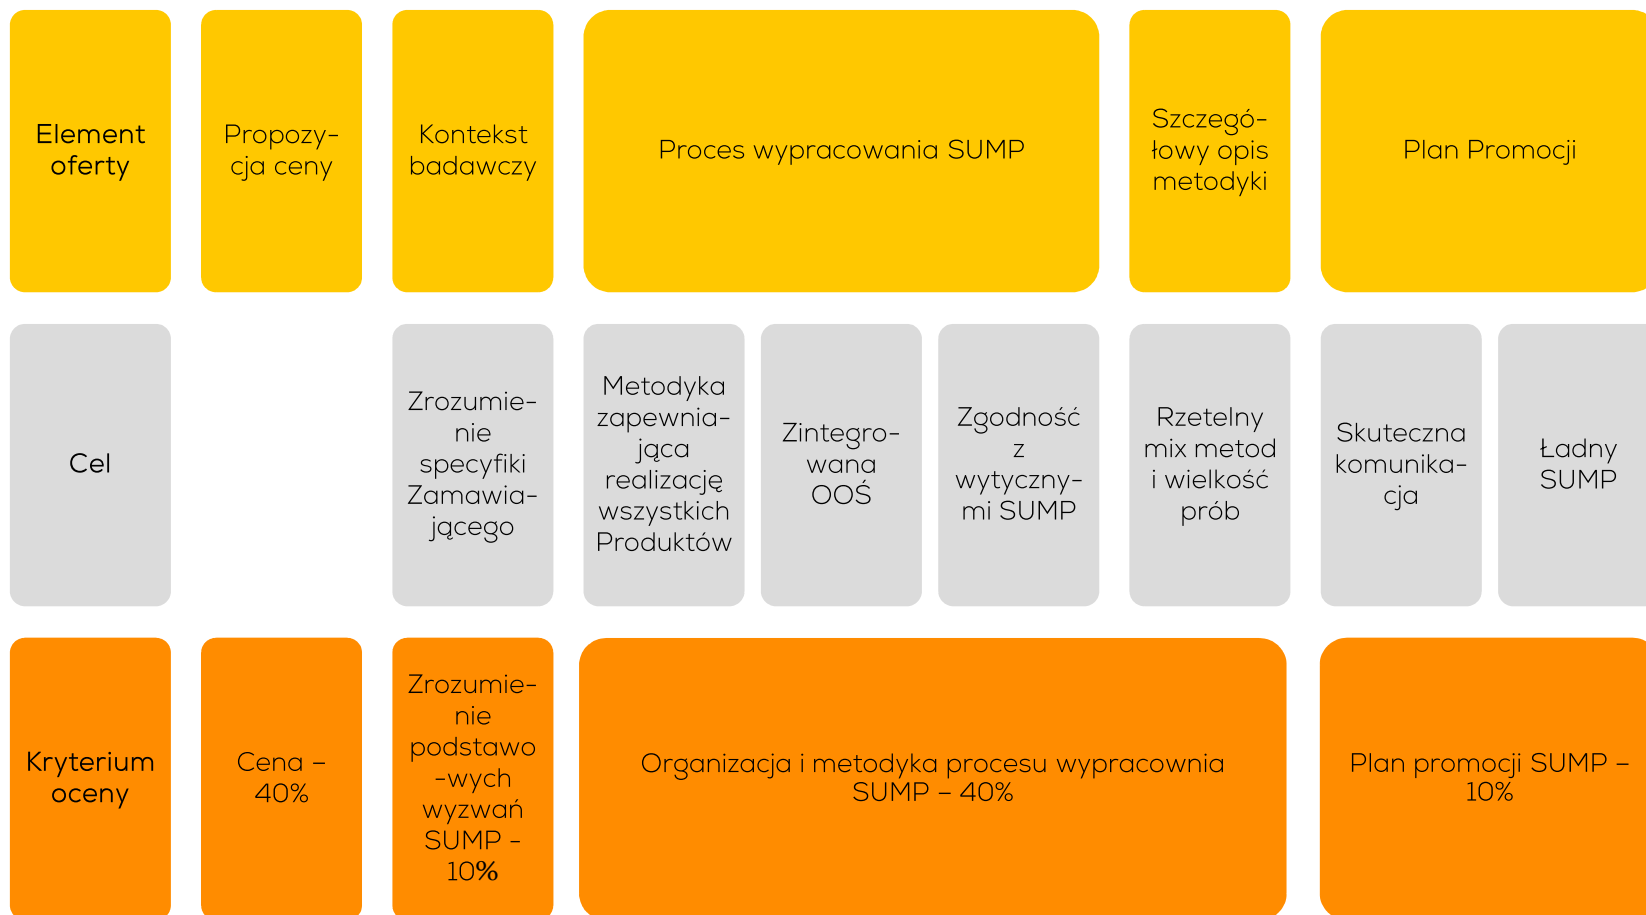 Element
oferty
Propozy-
cja ceny
Kontekst
badawczy
Proces wypracowania SUMP
Szczegó-
łowy opis
metodyki
Plan Promocji
Cel
Zrozumie-
nie
specyfiki
Zamawia-
jącego
Metodyka
zapewnia-
jąca
realizację
wszystkich
Produktów
Zintegro-
wana
OOŚ
Zgodność
z
wytyczny-
mi SUMP
Rzetelny
mix metod
i wielkość
prób
Skuteczna
komunika-
cja
Ładny
SUMP
Kryterium
oceny
Cena –
40%
Zrozumie-
nie
podstawo
-wych
wyzwań
SUMP -
10%
Organizacja i metodyka procesu wypracownia
SUMP – 40%
Plan promocji SUMP –
10%